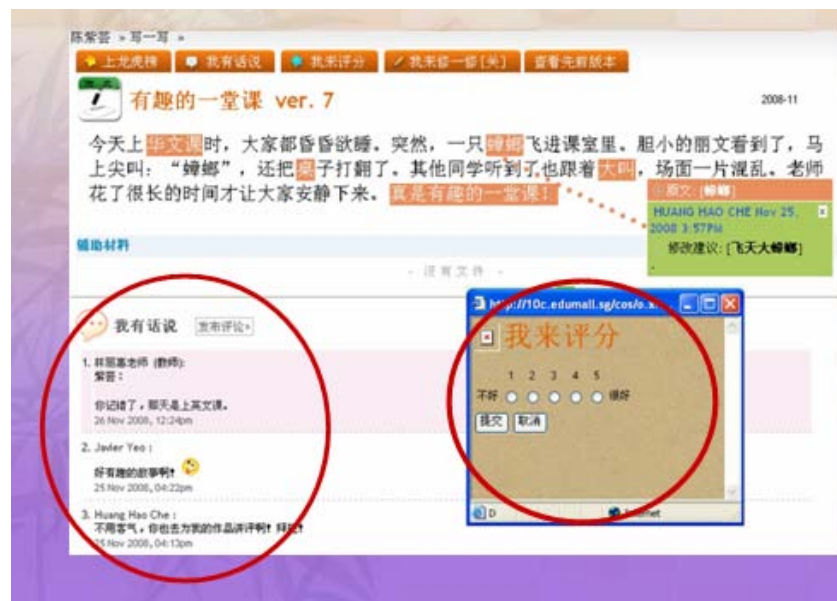 陈紫芸 » 写一写 »
上龙虎榜 我有话说 我来评分 我来修一修[关] 查看先前版本
有趣的一堂课 ver. 7
2008-11
今天上华文课时，大家都昏昏欲睡。突然，一只蟑螂飞进课室里。胆小的丽文看到了，马
上尖叫：“蟑螂”，还把桌子打翻了。其他同学听到了也跟着大叫，场面一片混乱。老师
花了很长的时间才让大家安静下来。真是有趣的一堂课！
原文: [蟑螂]
HUANG HAO CHE Nov 25,
2008 3:57PM
修改建议: [飞天大蟑螂]
辅助材料
- 没有文件 -
我有话说 发布评论»
1. 老师 (教师):
紫芸：
你记错了，那天是上英文课。
26 Nov 2008, 12:24pm
2. Javier Yeo :
好有趣的故事啊!
25 Nov 2008, 04:22pm
3. Huang Hao Che :
不用客气，你也去为我的作品讲评啊!
25 Nov 2008, 04:13pm
http://10c.edumall.sg/cos/o.x
我来评分
1 2 3 4 5
不好 很好
提交 取消